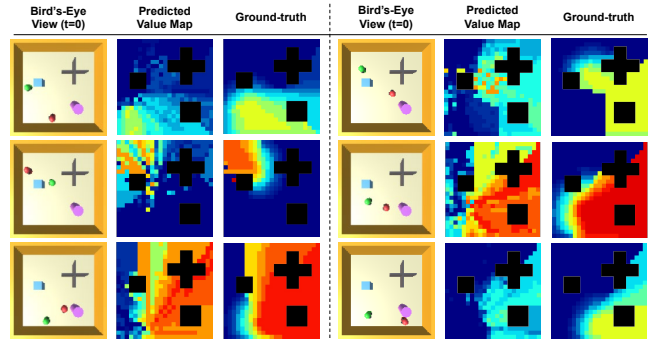 Bird's-Eye View (t=0)
Predicted Value Map
Ground-truth
Bird's-Eye View (t=0)
Predicted Value Map
Ground-truth